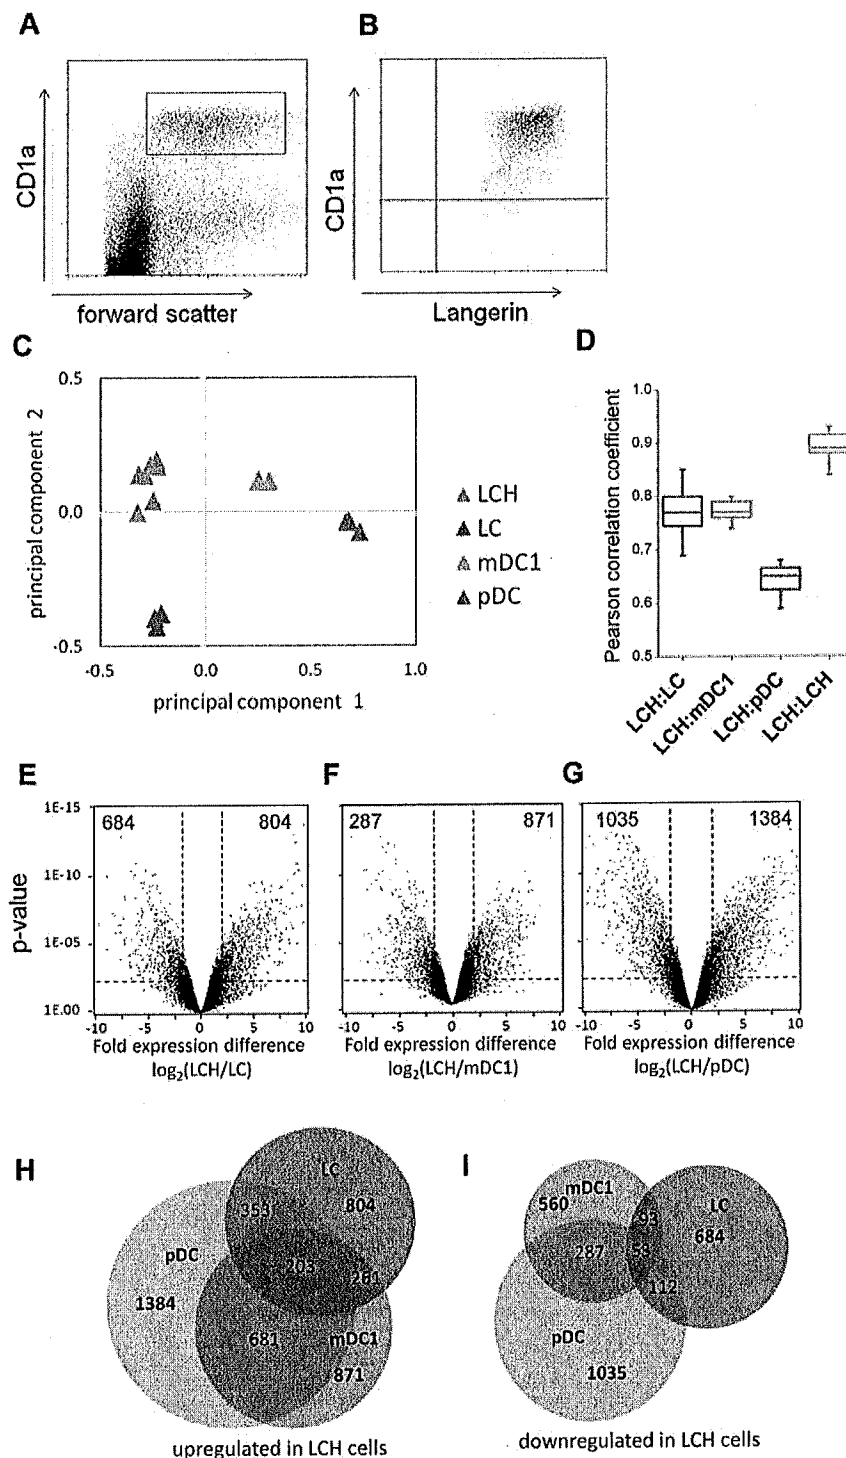 A
CD1a
forward scatter
B
CD1a
Langerin
C
principal component 2
0.5
0.0
-0.5
-0.5 0.0 0.5 1.0
principal component 1
LCH
LC
mDC1
pDC
D
Pearson correlation coefficient
1.0
0.9
0.8
0.7
0.6
0.5
LCH:LC
LCH:mDC1
LCH:pDC
LCH:LCH
E
p-value
1E-15
1E-10
1E-05
1E.00
684 804
-10 -5 0 5 10
Fold expression difference
log₂(LCH/LC)
F
287 871
-10 -5 0 5 10
Fold expression difference
log₂(LCH/mDC1)
G
1035 1384
-10 -5 0 5 10
Fold expression difference
log₂(LCH/pDC)
H
LC
353
804
pDC
203
261
1384
681
mDC1
871
upregulated in LCH cells
I
mDC1
560
93
LC
684
287
53
112
pDC
1035
downregulated in LCH cells